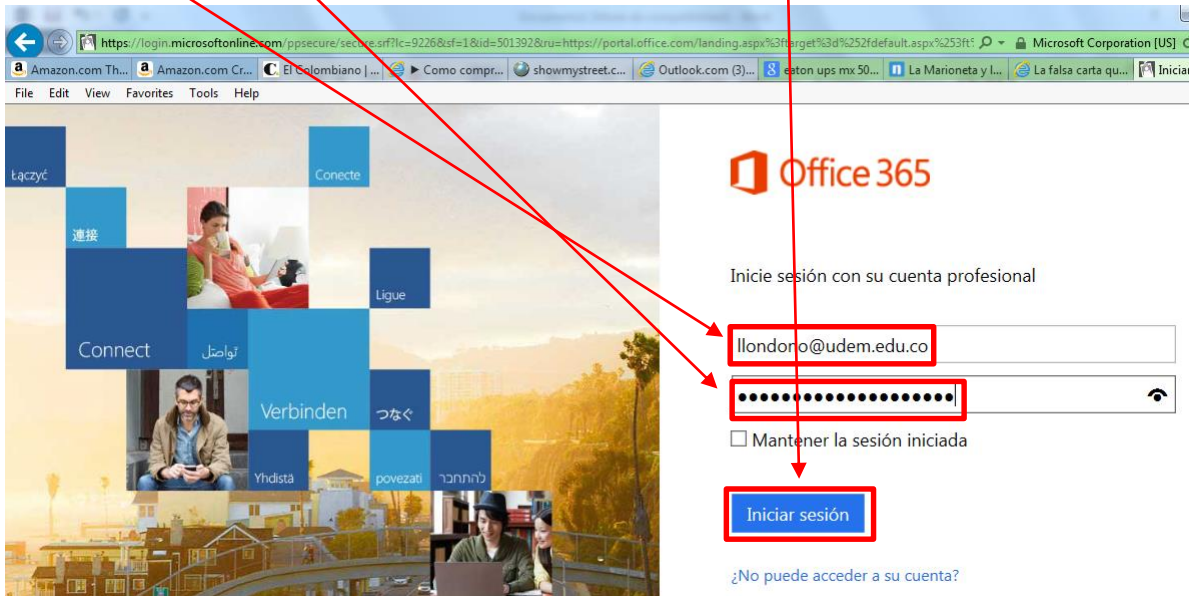 https://login.microsoftonline.com/ppsecure/secure.srf?lc=9226&sf=1&id=501392&ru=https://portal.office.com/landing.aspx%3ftarget%3d%252fdefault.aspx%253ft Microsoft Corporation [US]
Amazon.com Th... Amazon.com Cr... El Colombiano |... ► Como compr... showmystreet.c... Outlook.com (3)... eaton ups mx 50... La Marioneta y l... La falsa carta qu... Iniciar
File Edit View Favorites Tools Help
Łączyć
Conecte
連接
Ligue
Connect
تواصَل
Verbinden
つなぐ
Yhdistä
povezati
להתחבר
Office 365
Inicie sesión con su cuenta profesional
llondono@udem.edu.co
••••••••••••••••••••
Mantener la sesión iniciada
Iniciar sesión
¿No puede acceder a su cuenta?